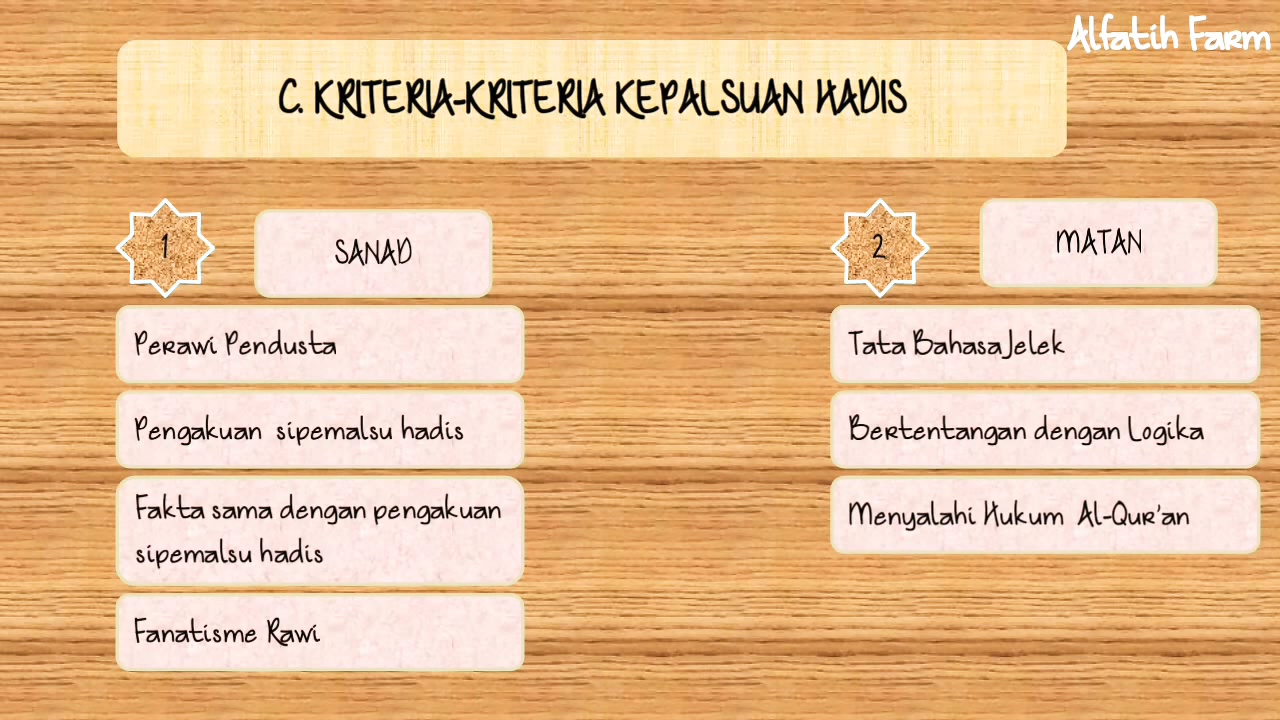 Alfatih Farm
C. KRITERIA-KRITERIA KEPALSUAN HADIS
1
SANAD
Perawi Pendusta
Pengakuan sipemalsu hadis
Fakta sama dengan pengakuan
sipemalsu hadis
Fanatisme Rawi
2
MATAN
Tata Bahasa Jelek
Bertentangan dengan Logika
Menyalahi Hukum Al-Qur'an